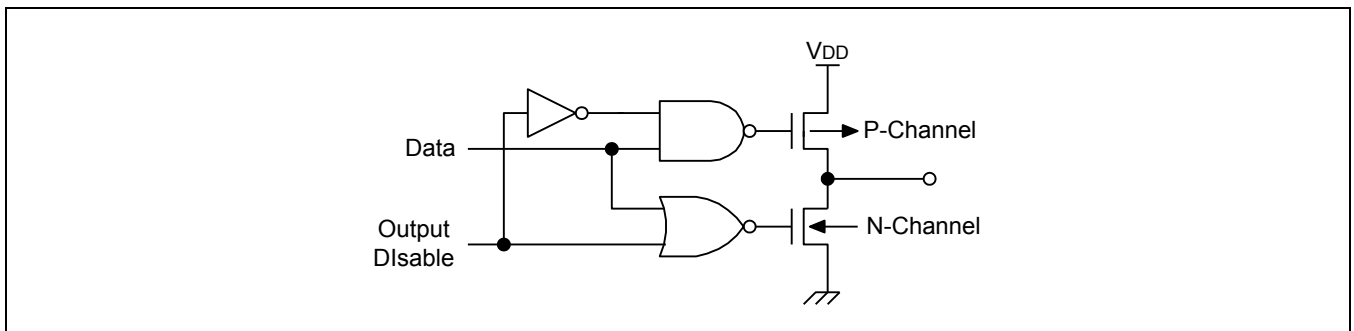 VDD
P-Channel
Data
N-Channel
Output
DIsable